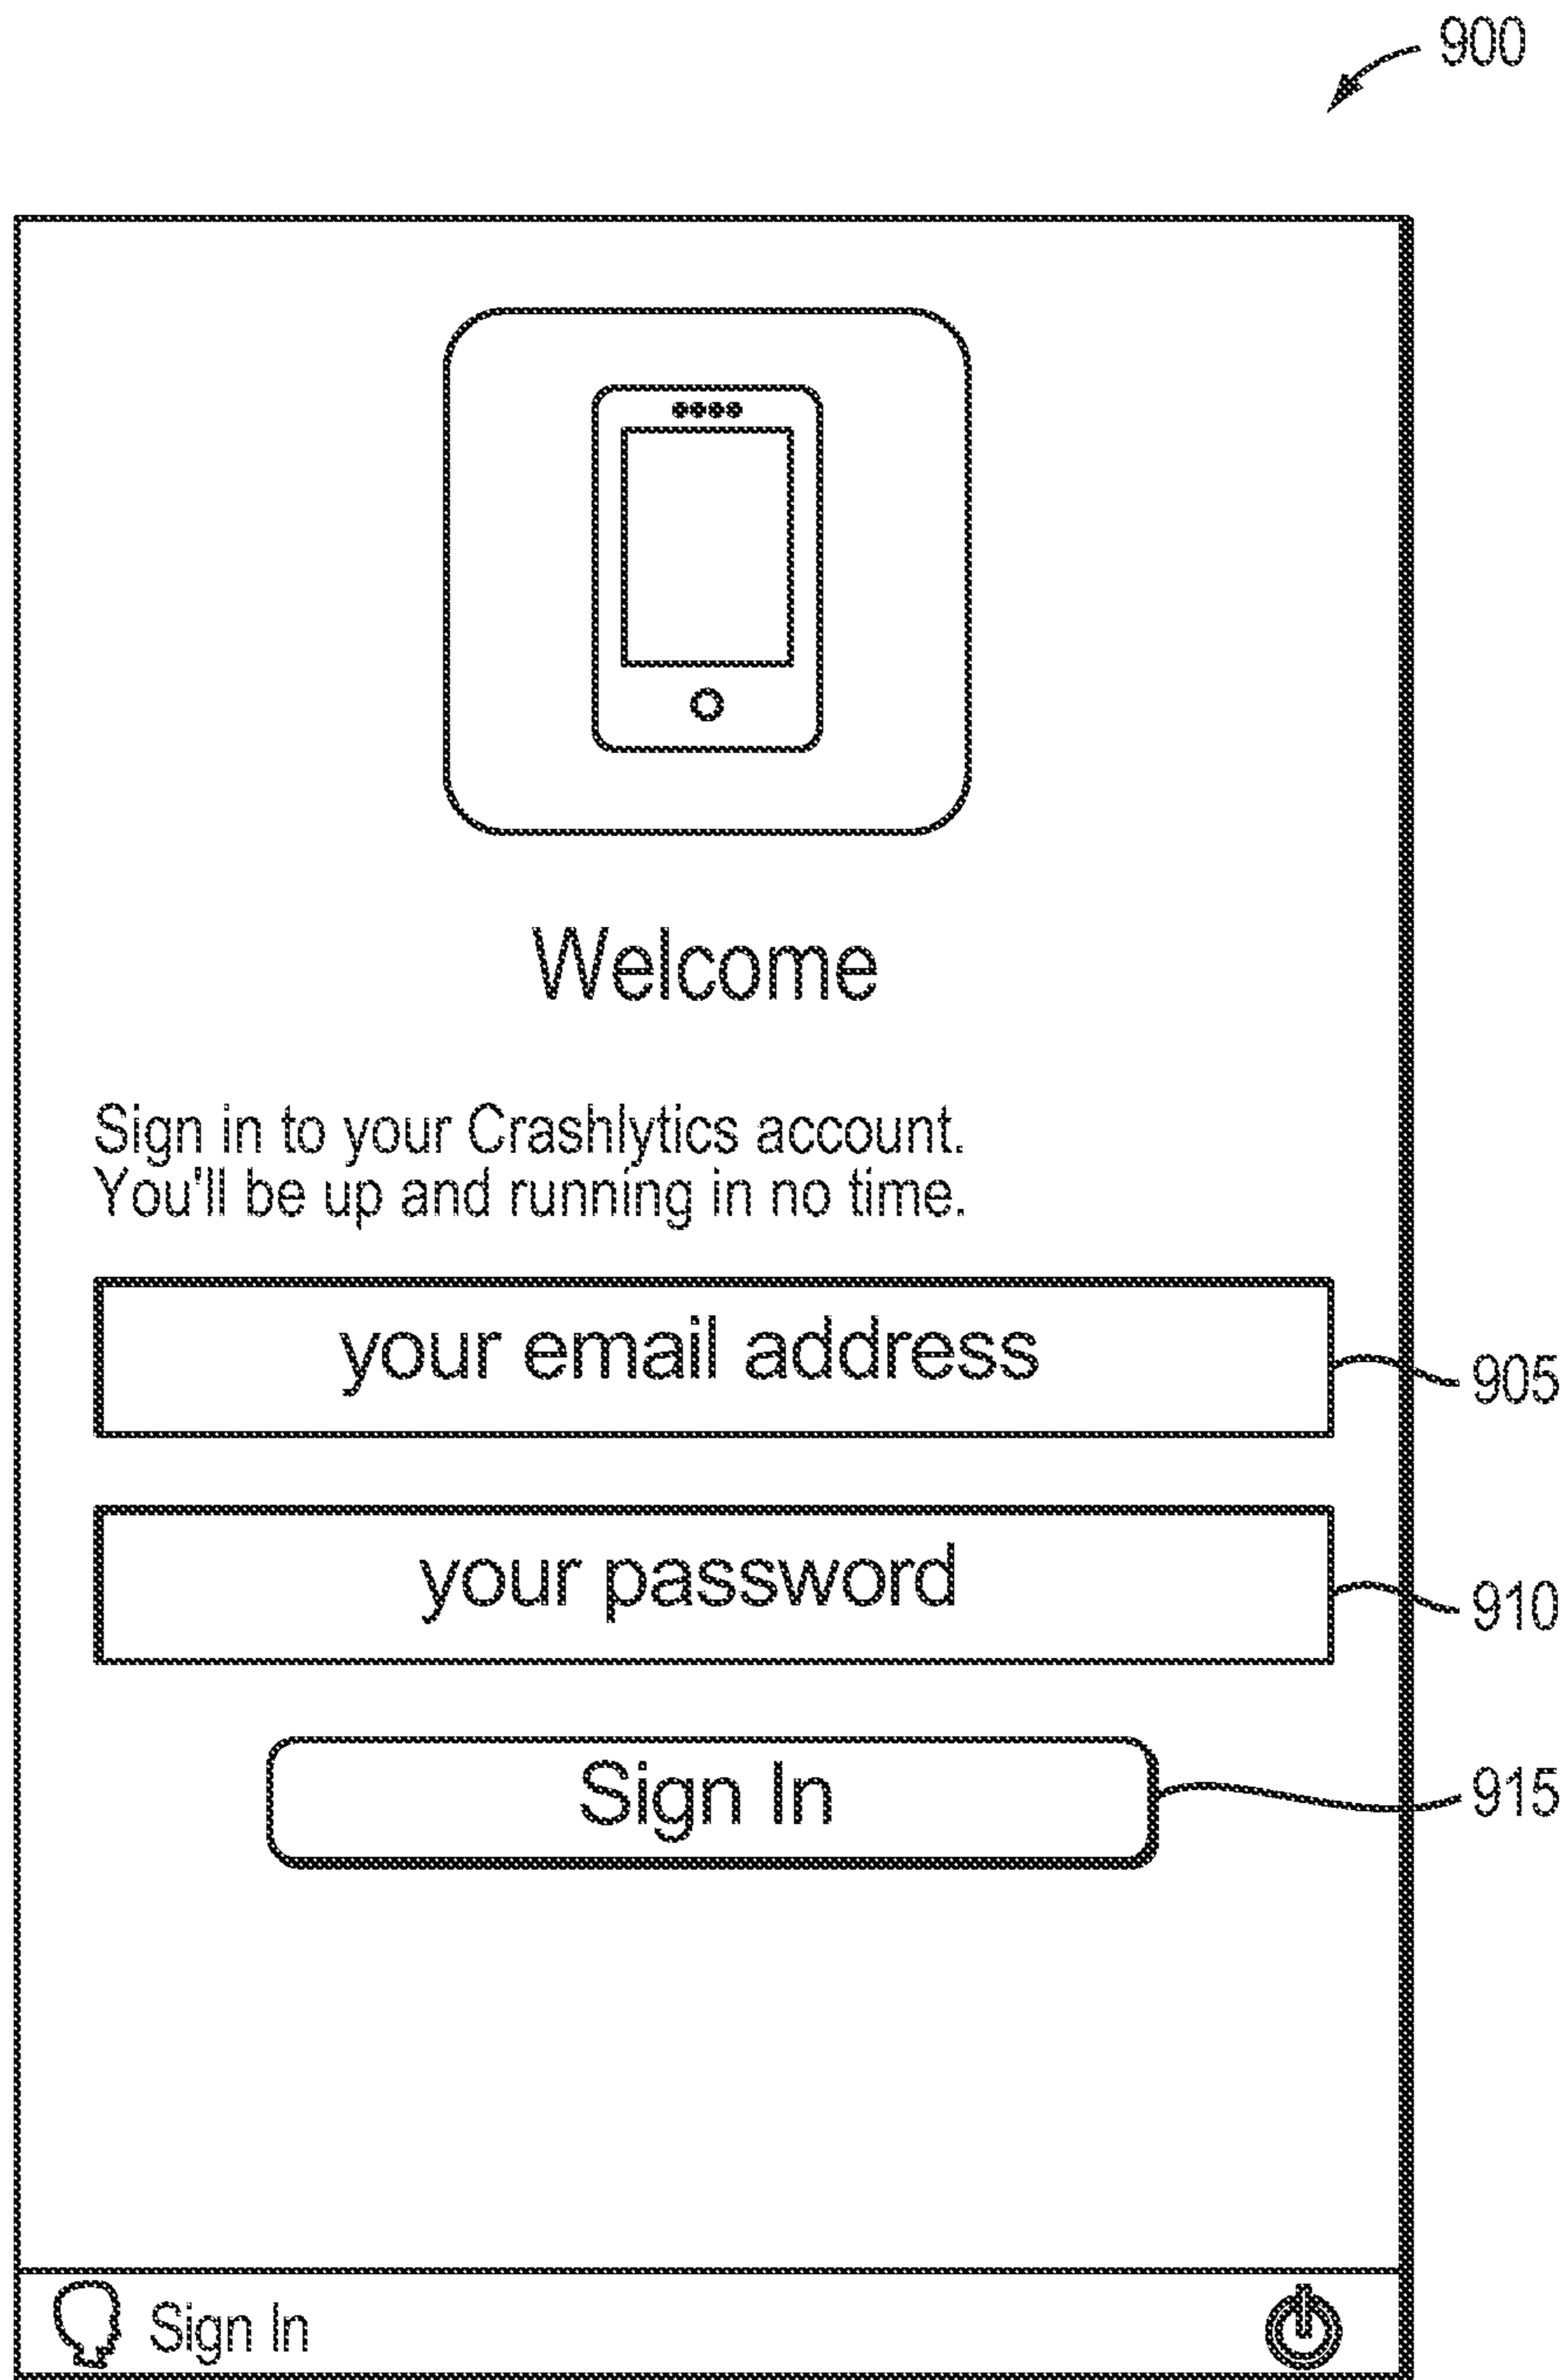 900
Welcome
Sign in to your Crashlytics account.
You'll be up and running in no time.
your email address
905
your password
910
Sign In
915
Sign In